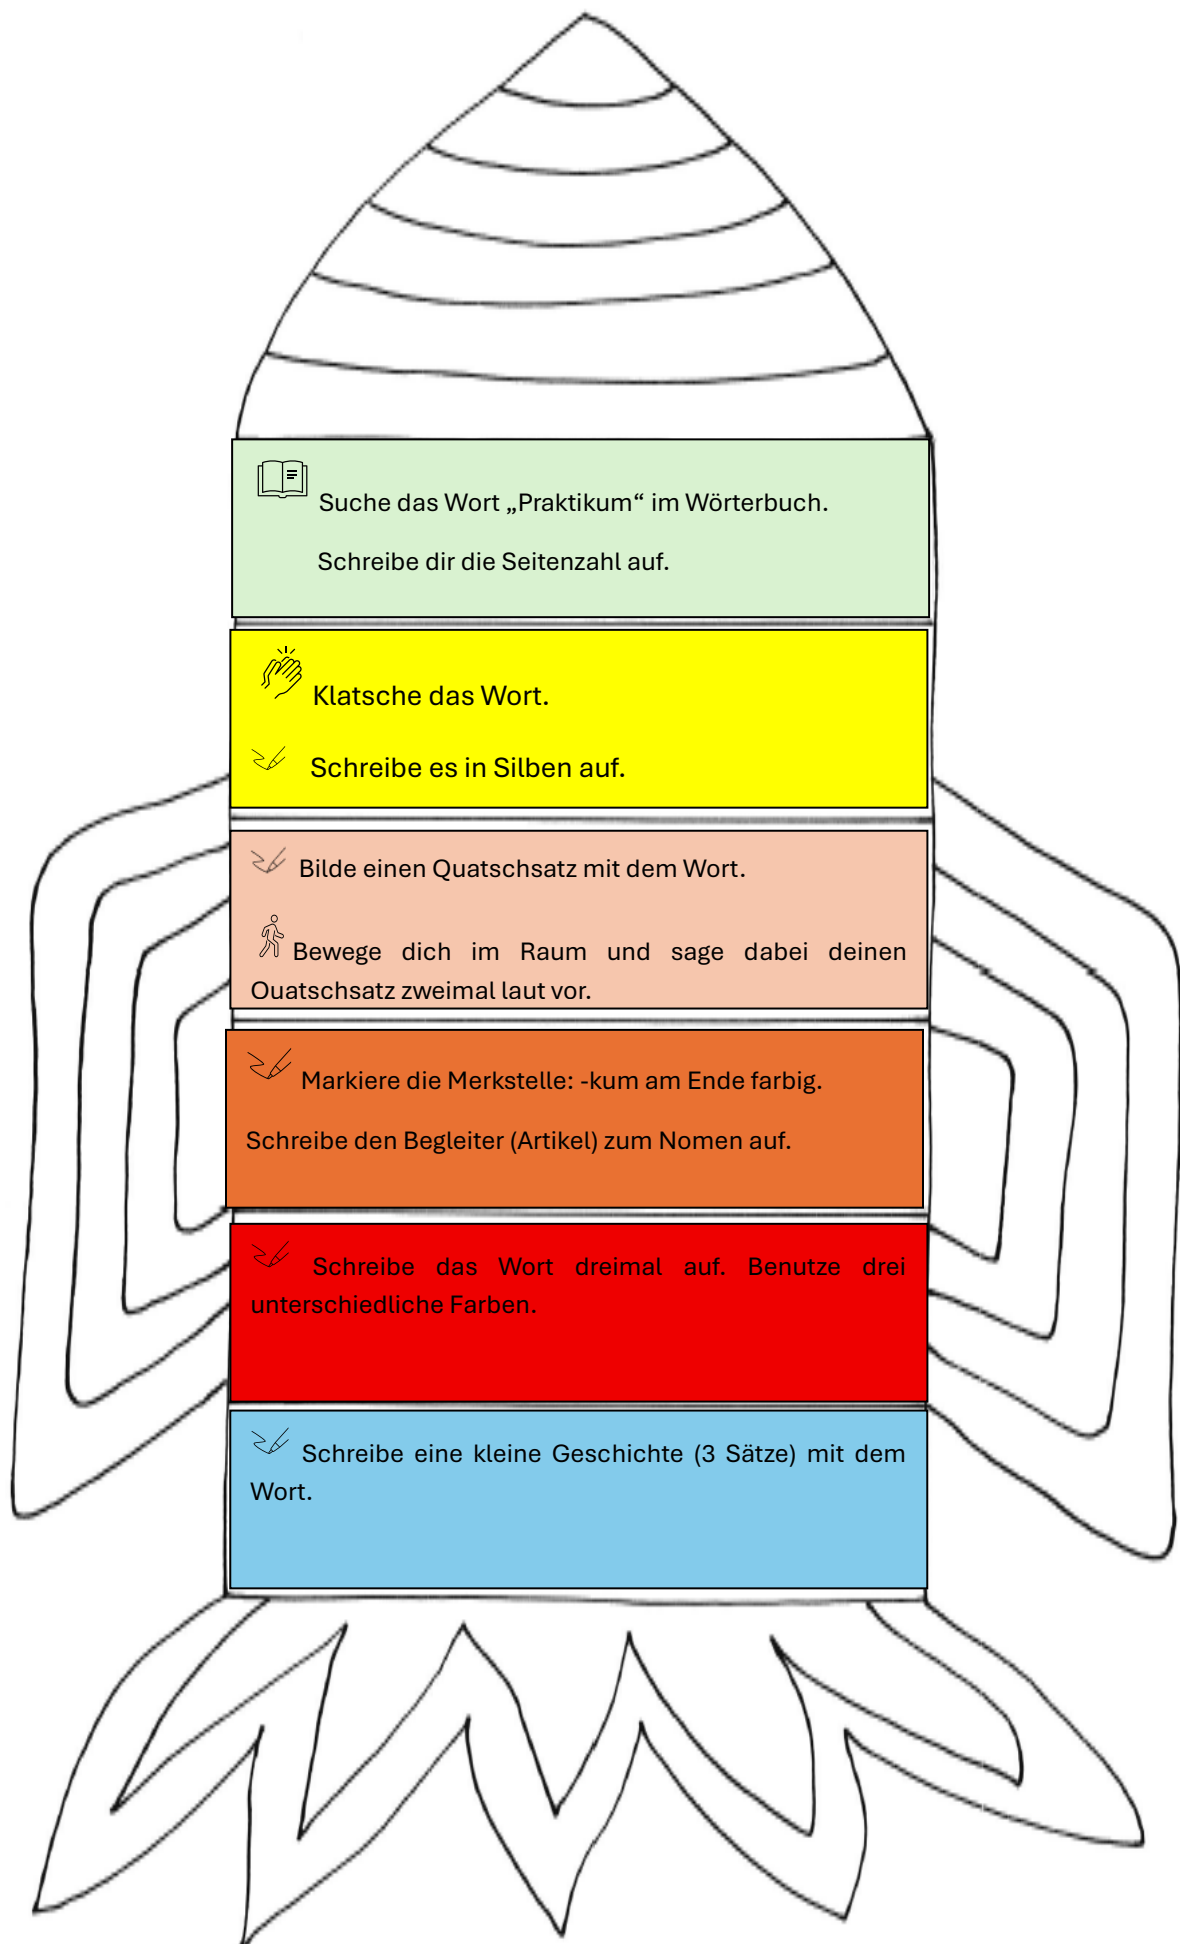 Suche das Wort „Praktikum“ im Wörterbuch.
Schreibe dir die Seitenzahl auf.
Klatsche das Wort.
Schreibe es in Silben auf.
Bilde einen Quatschsatz mit dem Wort.
Bewege dich im Raum und sage dabei deinen
Quatschsatz zweimal laut vor.
Markiere die Merkstelle: -kum am Ende farbig.
Schreibe den Begleiter (Artikel) zum Nomen auf.
Schreibe das Wort dreimal auf. Benutze drei
unterschiedliche Farben.
Schreibe eine kleine Geschichte (3 Sätze) mit dem
Wort.